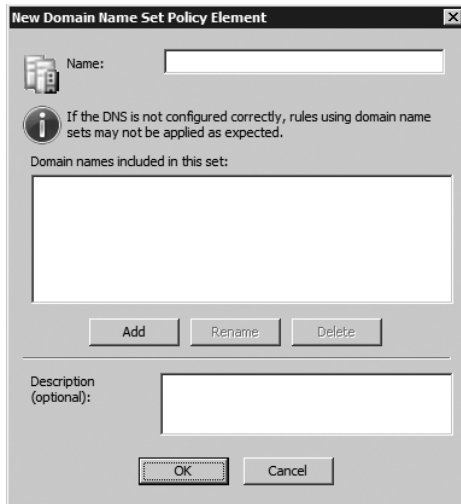 New Domain Name Set Policy Element
Name:
If the DNS is not configured correctly, rules using domain name
sets may not be applied as expected.
Domain names included in this set:
Add Rename Delete
Description
(optional):
OK Cancel